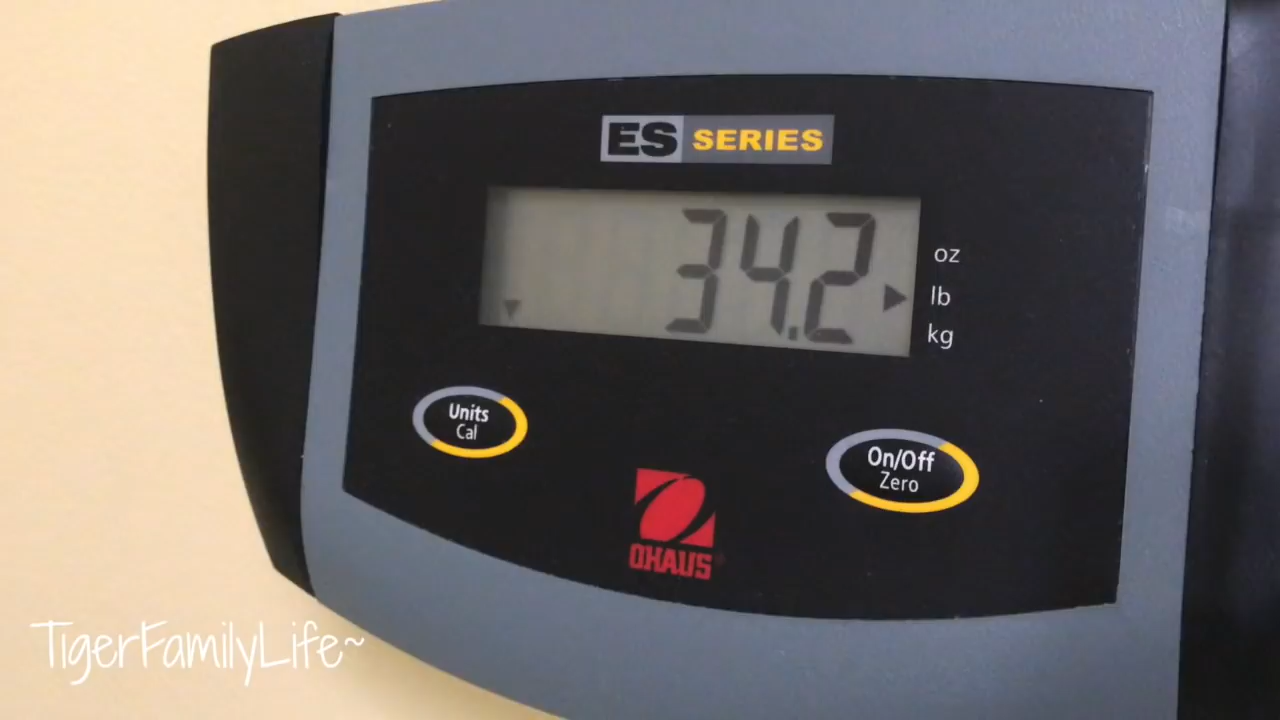 ES SERIES
34.2
oz
lb
kg
Units
Cal
On/Off
Zero
OHAUS
TigerFamilyLife~